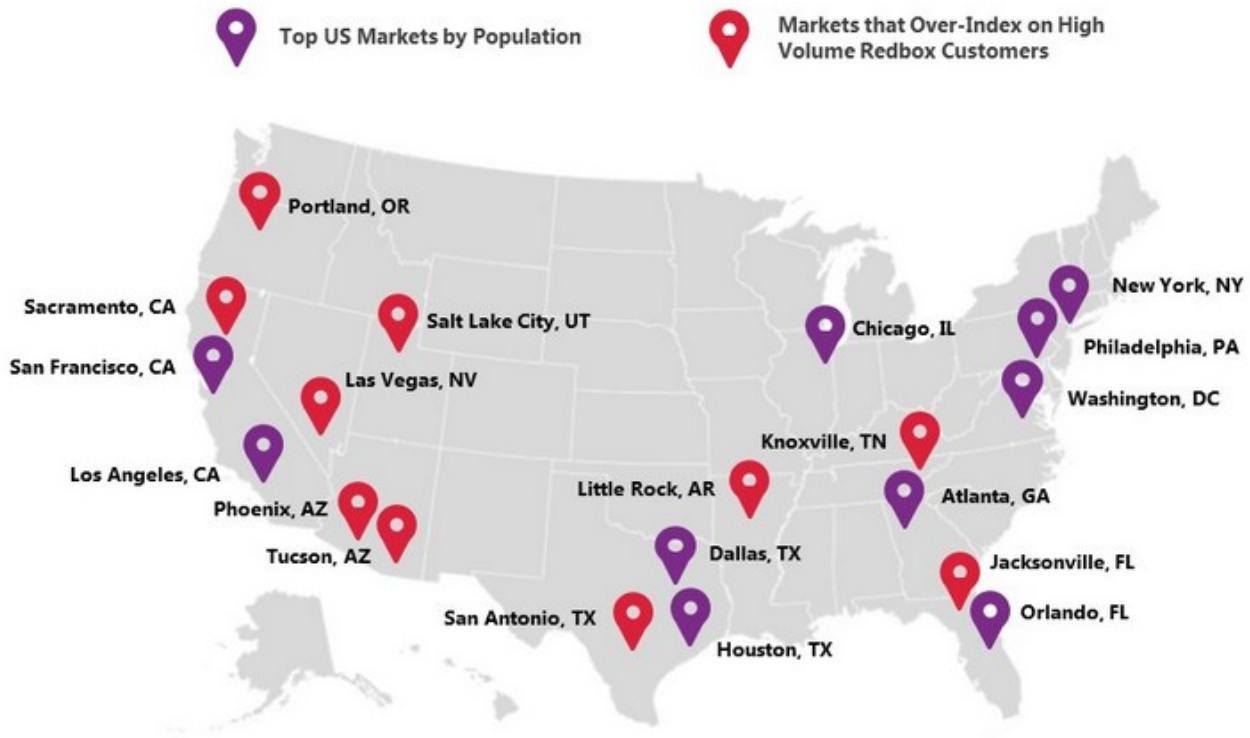 Top US Markets by Population
Markets that Over-Index on High
Volume Redbox Customers
Portland, OR
Sacramento, CA
Salt Lake City, UT
San Francisco, CA
Las Vegas, NV
Los Angeles, CA
Phoenix, AZ
Tucson, AZ
New York, NY
Chicago, IL
Philadelphia, PA
Washington, DC
Knoxville, TN
Little Rock, AR
Atlanta, GA
Dallas, TX
Jacksonville, FL
San Antonio, TX
Orlando, FL
Houston, TX